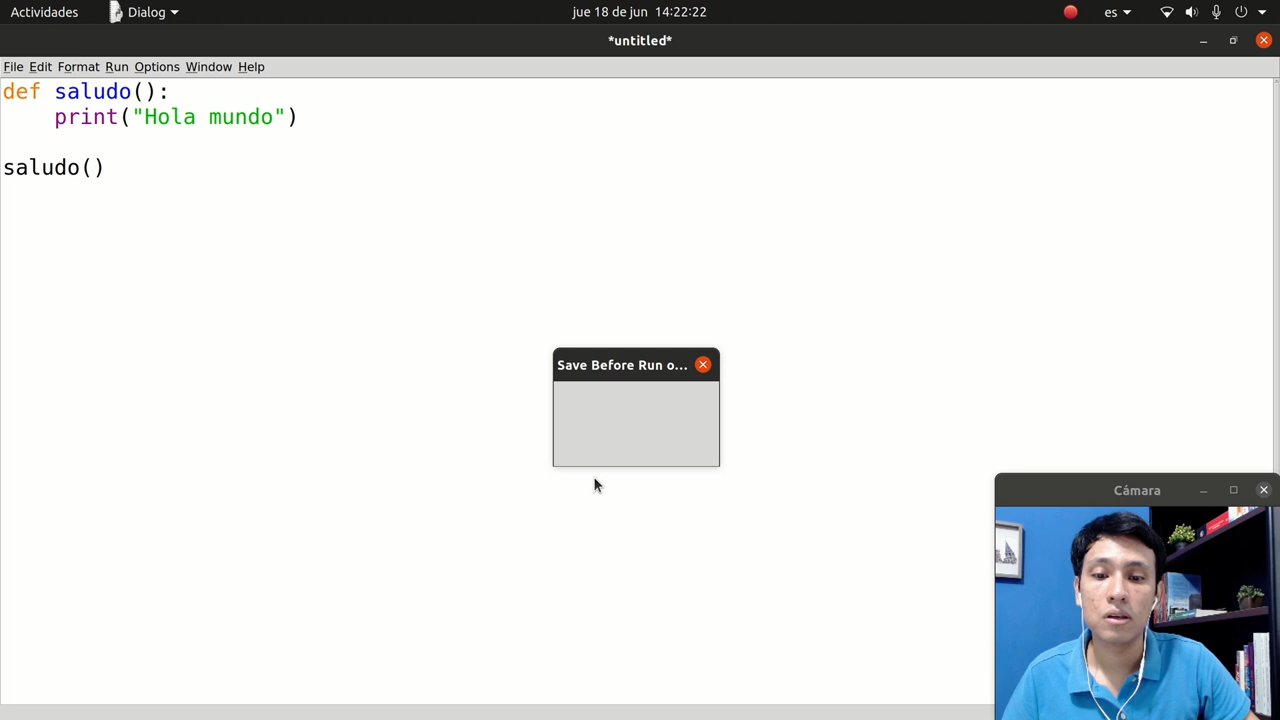 Actividades Dialog jue 18 de jun 14:22:22 es
*untitled*
File Edit Format Run Options Window Help
def saludo():
    print("Hola mundo")
saludo()
Save Before Run o...
Cámara